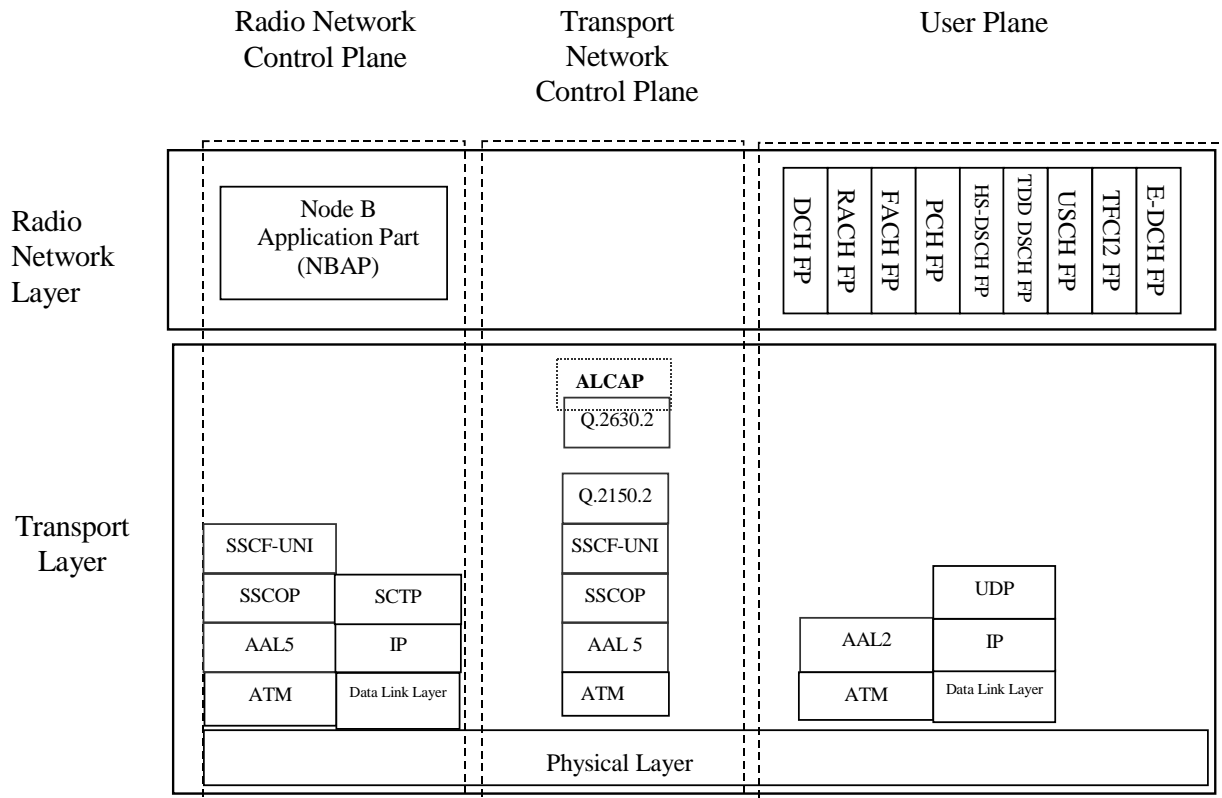 Radio Network
Control Plane
Transport
Network
Control Plane
User Plane
Radio
Network
Layer
Node B
Application Part
(NBAP)
DCH FP
RACH FP
FACH FP
PCH FP
HS-DSCH FP
TDD DSCH FP
USCH FP
TFCI2 FP
E-DCH FP
Transport
Layer
ALCAP
Q.2630.2
Q.2150.2
SSCF-UNI
SSCF-UNI
SSCOP
SCTP
SSCOP
UDP
AAL5
IP
AAL 5
AAL2
IP
ATM
Data Link Layer
ATM
ATM
Data Link Layer
Physical Layer